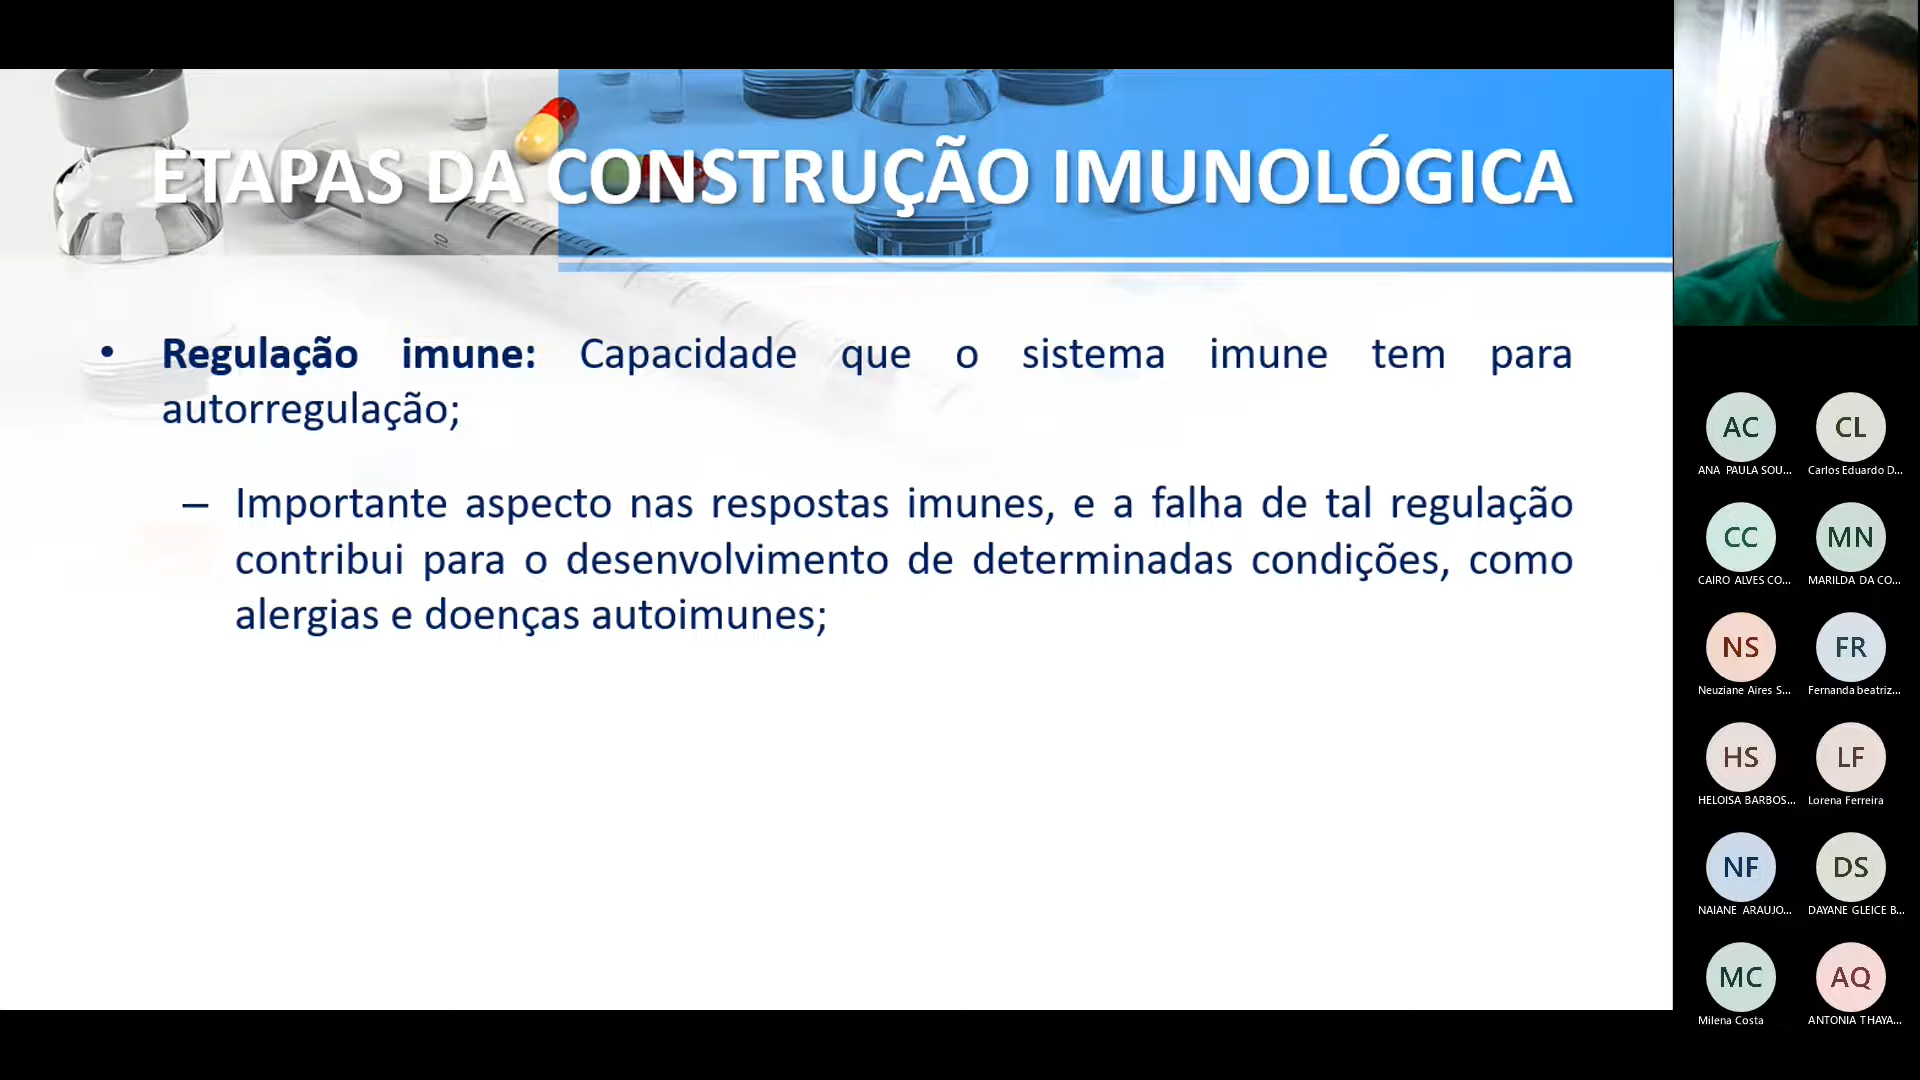 ETAPAS DA CONSTRUÇÃO IMUNOLÓGICA
• Regulação imune: Capacidade que o sistema imune tem para
autorregulação;
– Importante aspecto nas respostas imunes, e a falha de tal regulação
contribui para o desenvolvimento de determinadas condições, como
alergias e doenças autoimunes;
10
AC
CL
ANA PAULA SOU...
Carlos Eduardo D...
CC
MN
CAIRO ALVES CO...
MARILDA DA CO...
NS
FR
Neuziane Aires S...
Fernanda beatriz...
HS
LF
HELOISA BARBOS...
Lorena Ferreira
NF
DS
NAIANE ARAUJO...
DAYANE GLEICE B...
MC
AQ
Milena Costa
ANTONIA THAYA...